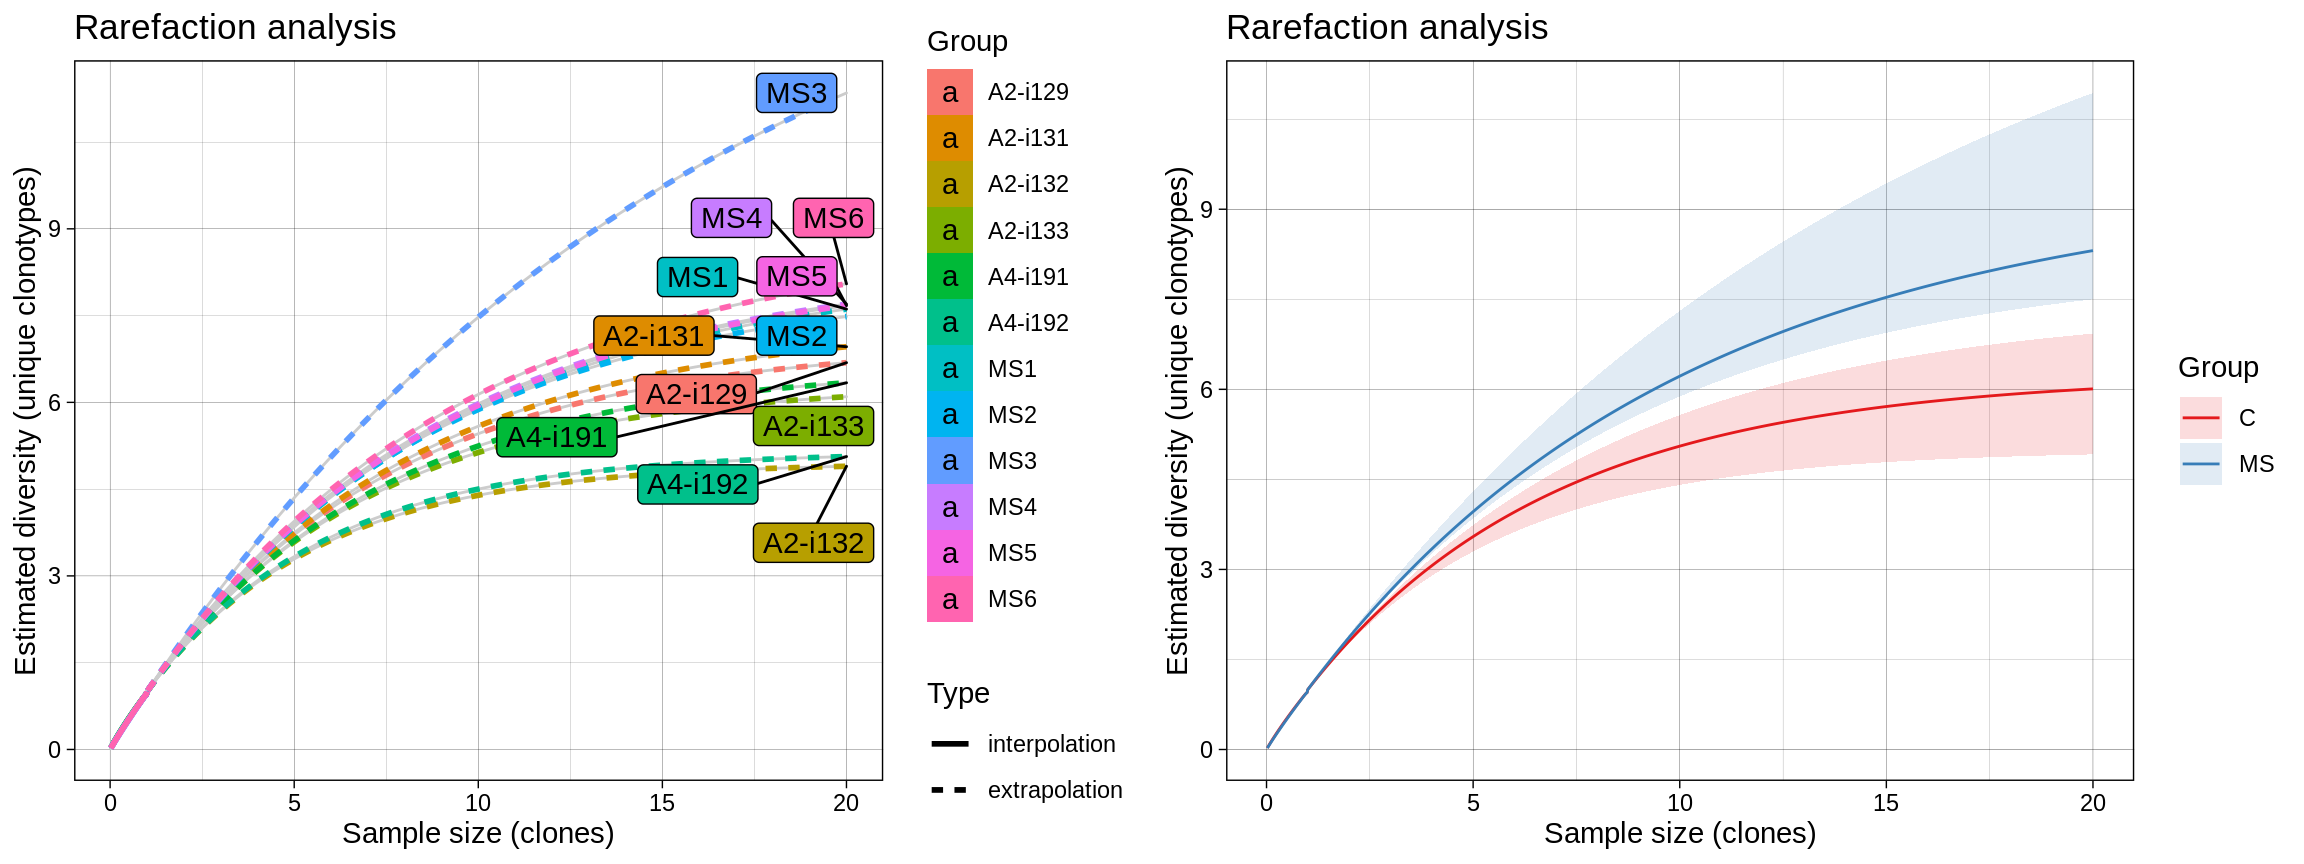 Rarefaction analysis
Estimated diversity (unique clonotypes)
9
6
3
0
0 5 10 15 20
Sample size (clones)
MS3
MS4 MS6
MS1 MS5
A2-i131 MS2
A2-i129
A4-i191 A2-i133
A4-i192
A2-i132
Group
a A2-i129
a A2-i131
a A2-i132
a A2-i133
a A4-i191
a A4-i192
a MS1
a MS2
a MS3
a MS4
a MS5
a MS6
Type
interpolation
extrapolation
Rarefaction analysis
Estimated diversity (unique clonotypes)
9
6
3
0
0 5 10 15 20
Sample size (clones)
Group
C
MS